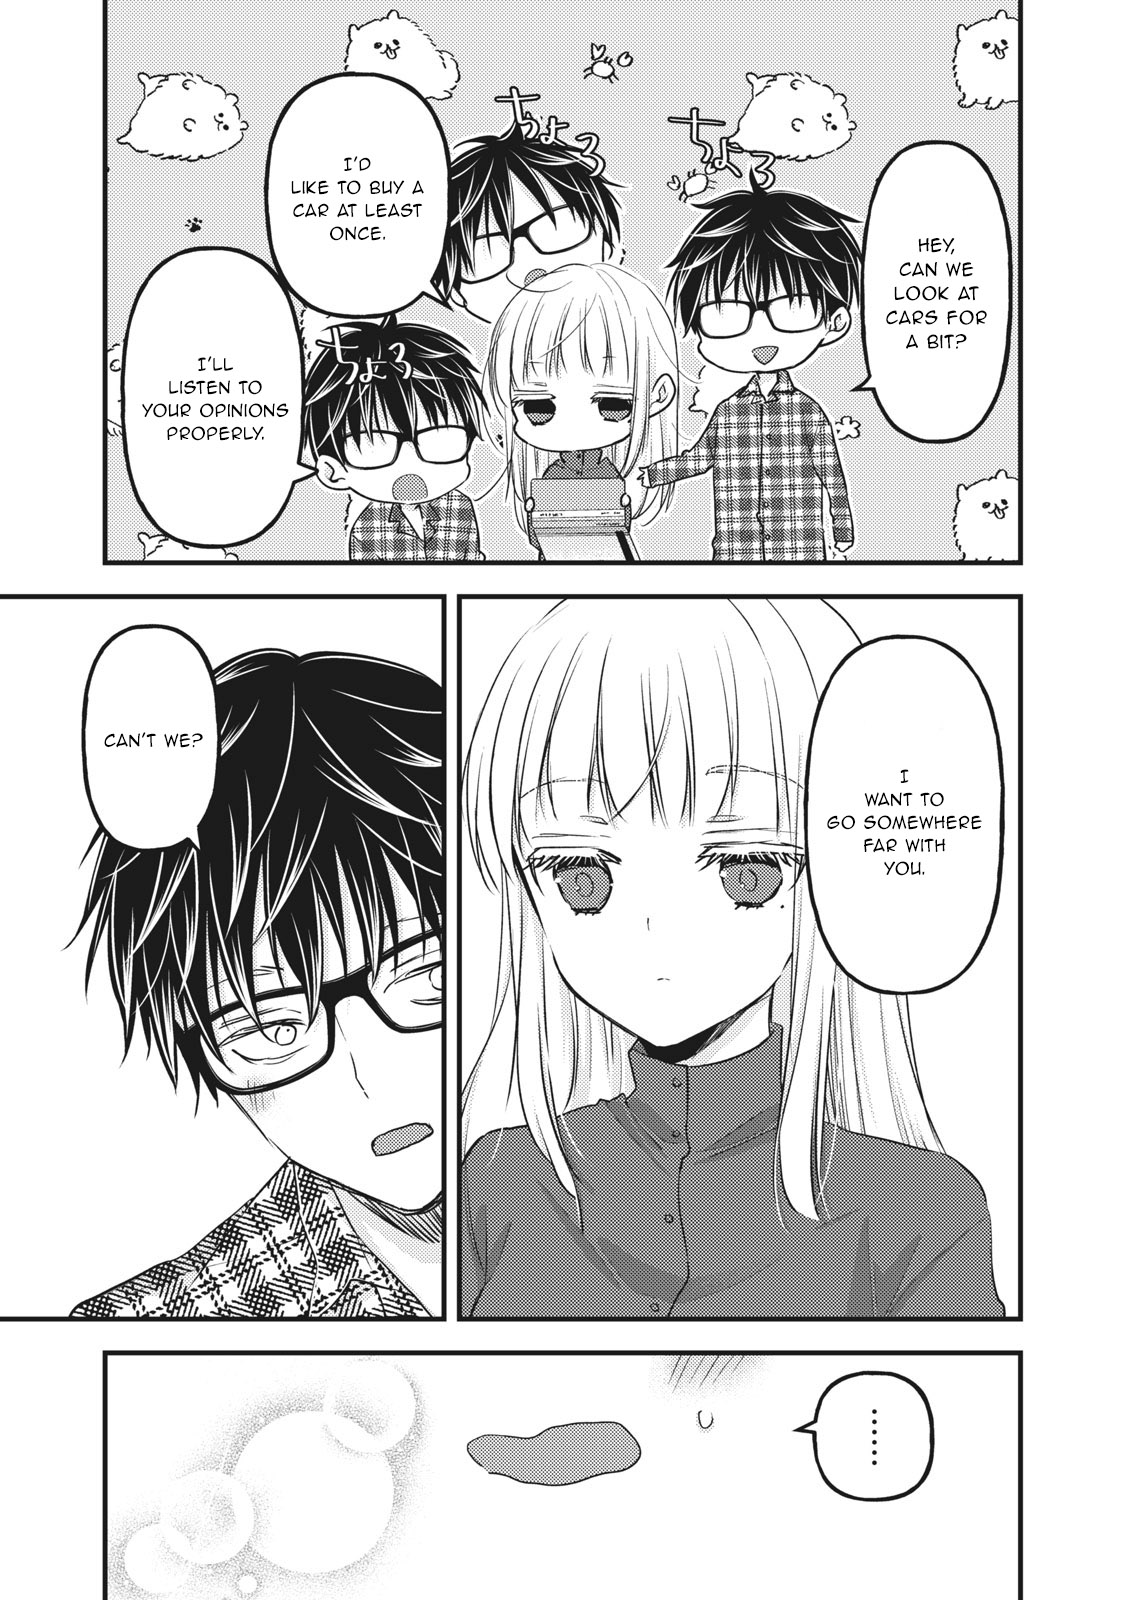 HEY,
CAN WE
LOOK AT
CARS FOR
A BIT?
ちょろ
ちょろ
I'D
LIKE TO BUY A
CAR AT LEAST
ONCE.
ちょろ
I'LL
LISTEN TO
YOUR OPINIONS
PROPERLY.
I
WANT TO
GO SOMEWHERE
FAR WITH
YOU.
CAN'T WE?
………